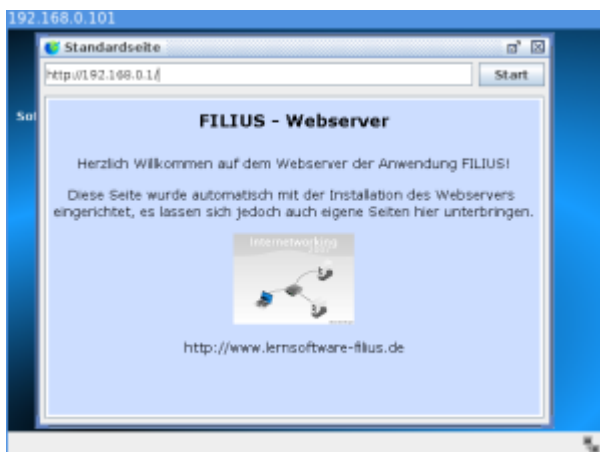 192.168.0.101
Standardseite
http://192.168.0.1/
Start
FILIUS - Webserver
Herzlich Willkommen auf dem Webserver der Anwendung FILIUS!
Diese Seite wurde automatisch mit der Installation des Webservers
eingerichtet, es lassen sich jedoch auch eigene Seiten hier unterbringen.
Internetworking
http://www.lernsoftware-filius.de